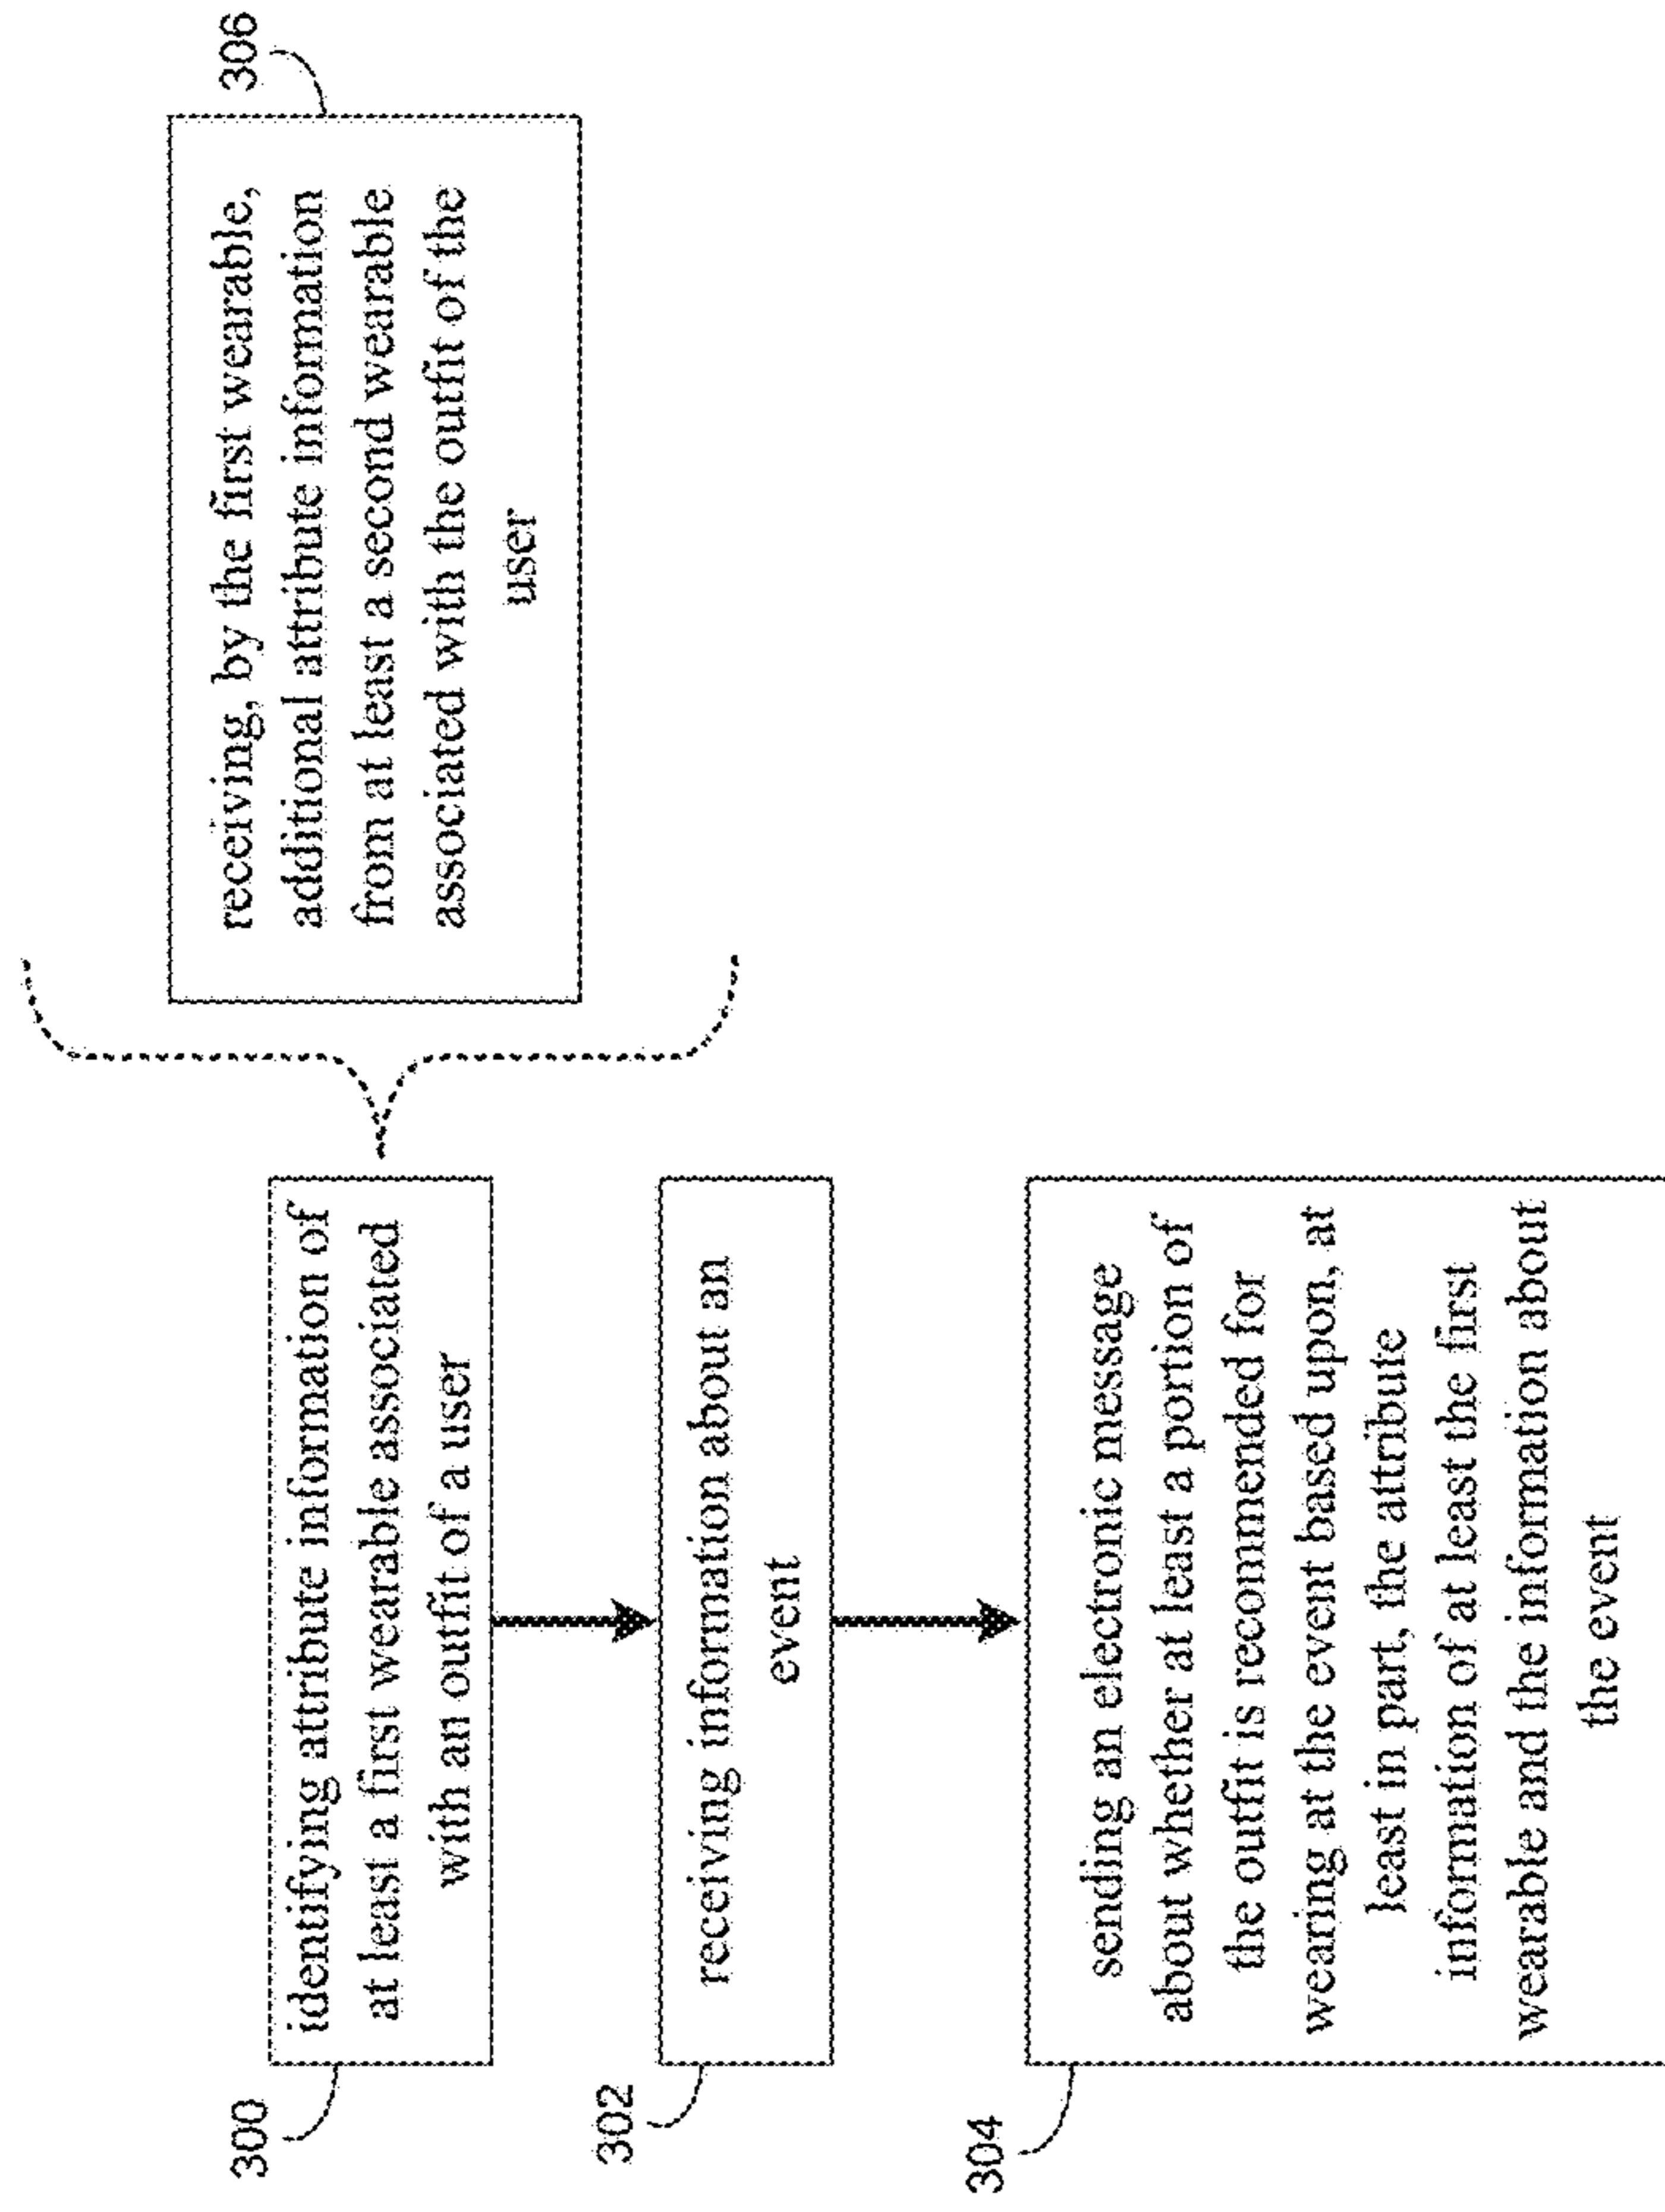 300
identifying attribute information of
at least a first wearable associated
with an outfit of a user
306
receiving, by the first wearable,
additional attribute information
from at least a second wearable
associated with the outfit of the
user
302
receiving information about an
event
304
sending an electronic message
about whether at least a portion of
the outfit is recommended for
wearing at the event based upon, at
least in part, the attribute
information of at least the first
wearable and the information about
the event